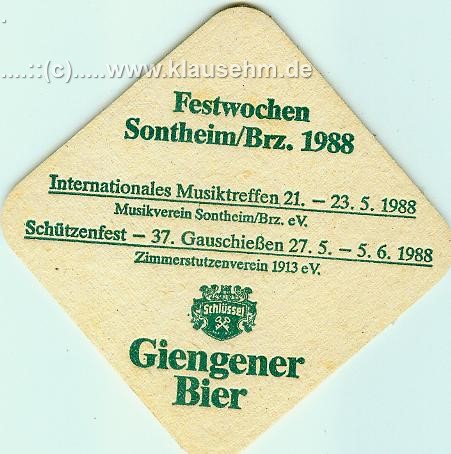 ....::(c).....www.klausehm.de
Festwochen
Sontheim/Brz. 1988
Internationales Musiktreffen 21. – 23. 5. 1988
Musikverein Sontheim/Brz. eV.
Schützenfest – 37. Gauschießen 27. 5. – 5. 6. 1988
Zimmerstutzenverein 1913 eV.
Schlüssel
Giengener
Bier